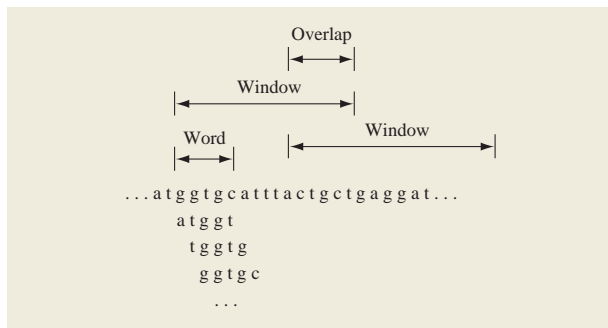 Overlap
Window
Window
Word
...atggtgcatttactgctgaggat...
atggt
tggtg
ggtgc
...